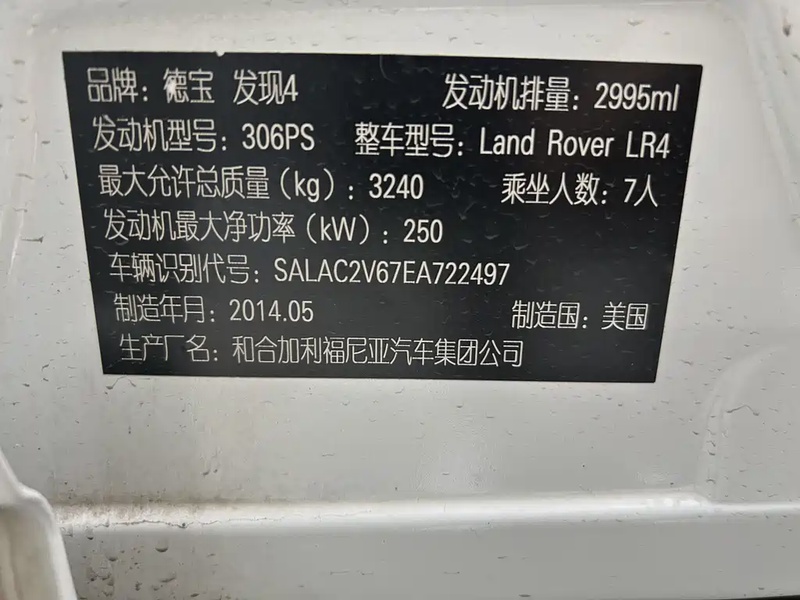 品牌：德宝 发现4 发动机排量：2995ml
发动机型号：306PS 整车型号：Land Rover LR4
最大允许总质量（kg）：3240 乘坐人数：7人
发动机最大净功率（kW）：250
车辆识别代号：SALAC2V67EA722497
制造年月：2014.05 制造国：美国
生产厂名：和合加利福尼亚汽车集团公司